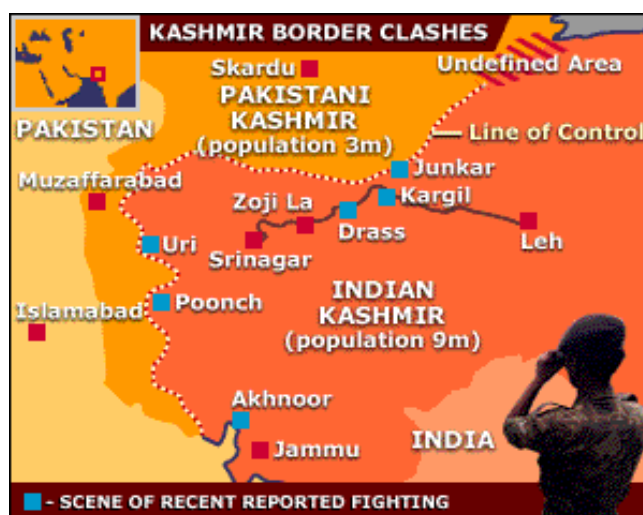 KASHMIR BORDER CLASHES
Skardu
Undefined Area
PAKISTANI
KASHMIR
(population 3m)
PAKISTAN
Line of Control
Junkar
Muzaffarabad
Zoji La
Kargil
Drass
Uri
Srinagar
Leh
Islamabad
Poonch
INDIAN
KASHMIR
(population 9m)
Akhnoor
Jammu
INDIA
- SCENE OF RECENT REPORTED FIGHTING